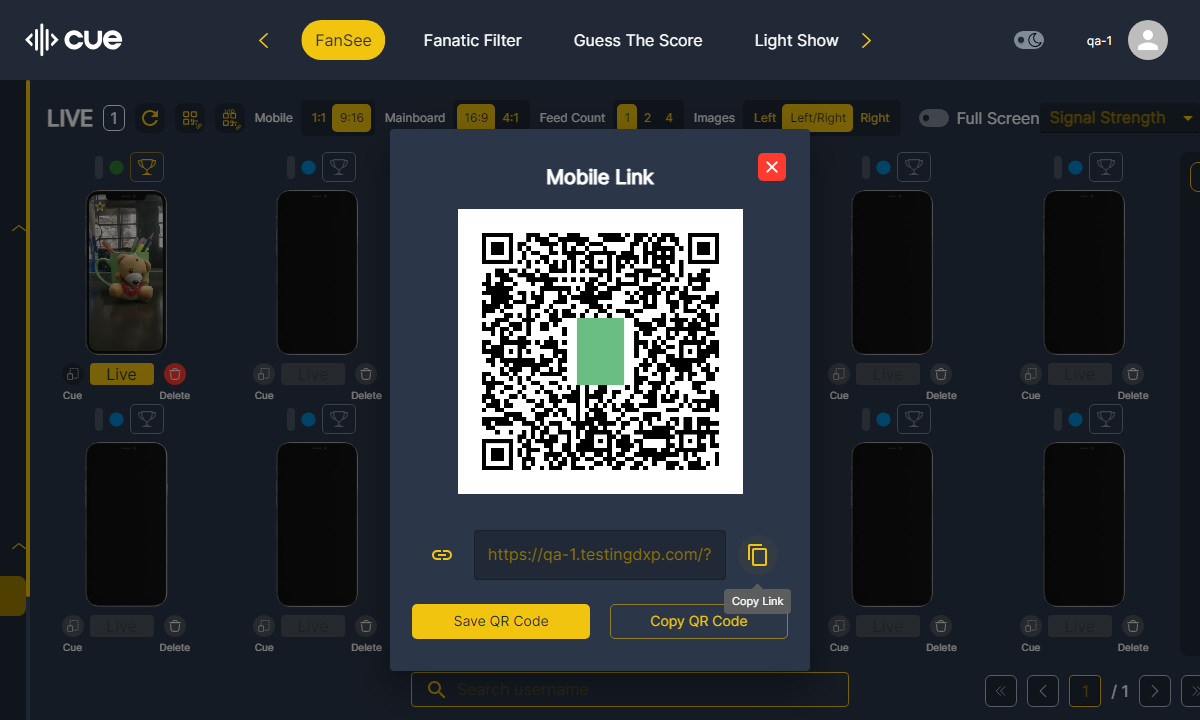 cue
FanSee
Fanatic Filter
Guess The Score
Light Show
qa-1
LIVE 1
Mobile 1:1 9:16
Mainboard 16:9 4:1
Feed Count 1 2 4
Images Left Left/Right Right
Full Screen
Signal Strength
Mobile Link
Live
Live
Live
Live
Cue Delete
Cue Delete
Cue Delete
Cue Delete
https://qa-1.testingdxp.com/?
Copy Link
Save QR Code
Copy QR Code
Live
Live
Live
Live
Cue Delete
Cue Delete
Cue Delete
Cue Delete
Search username
1 / 1